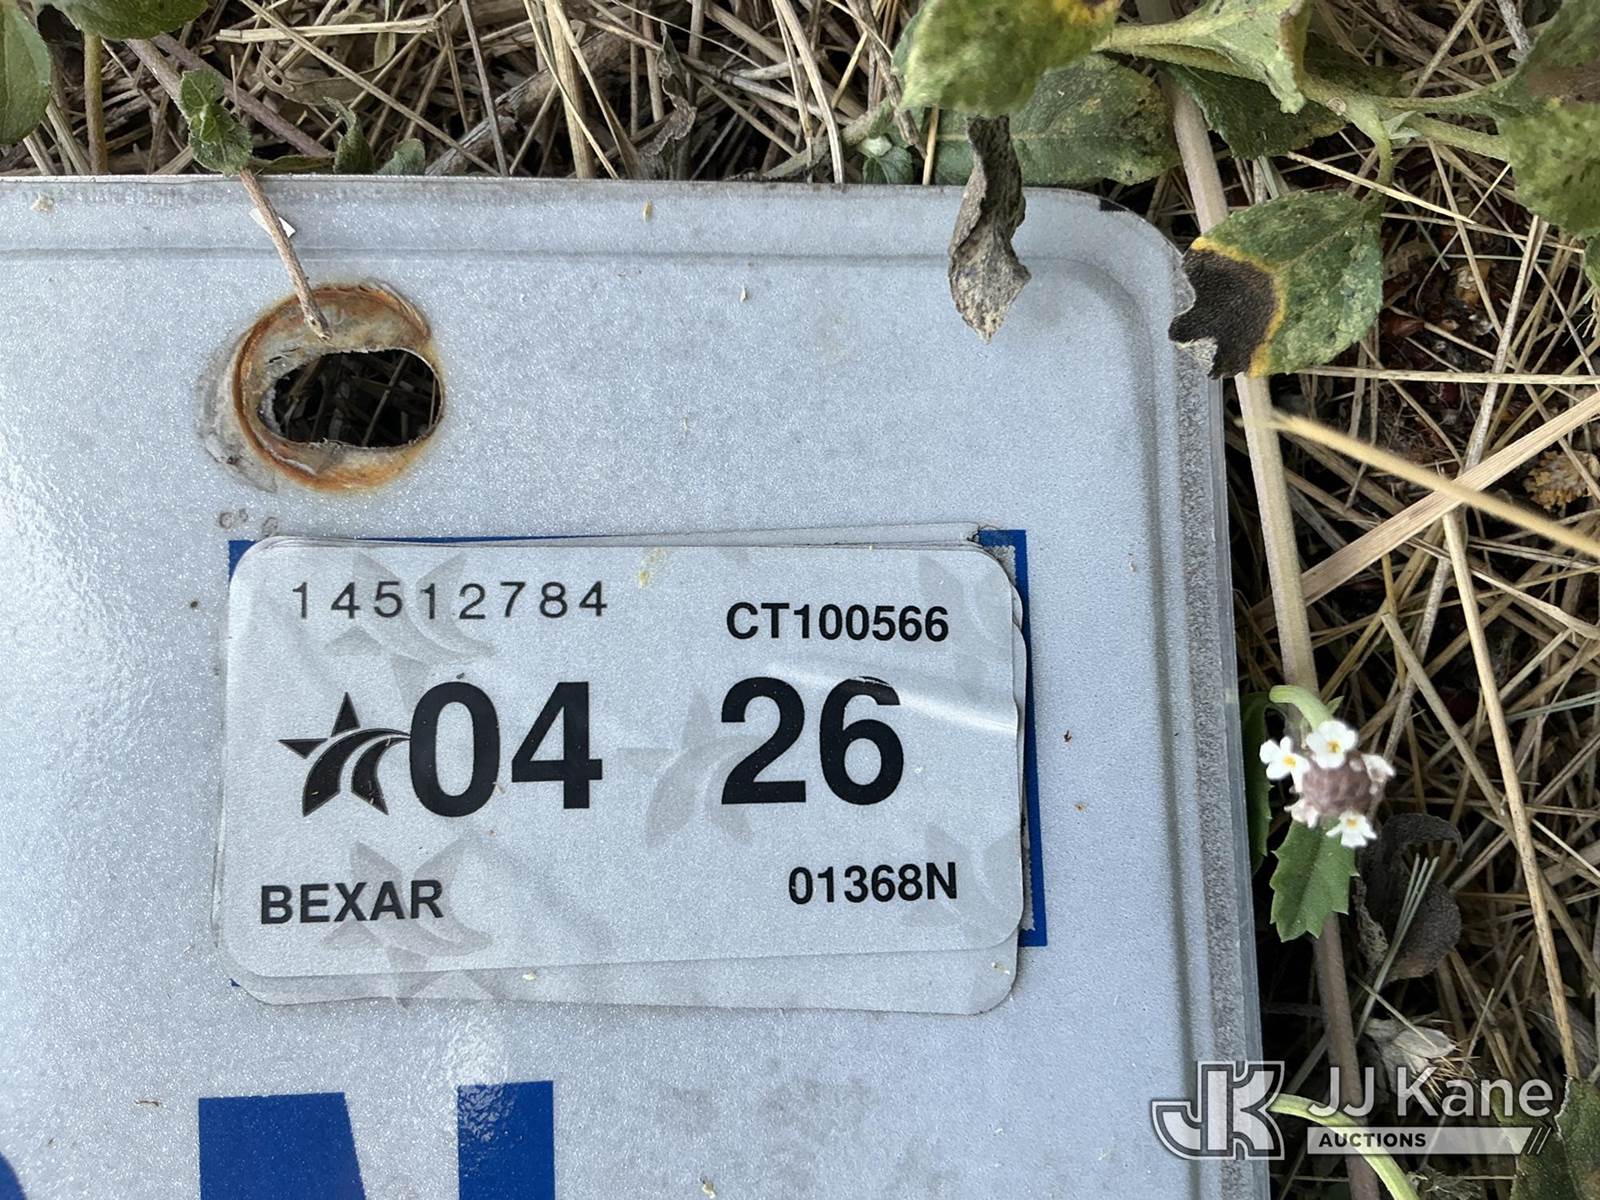 14512784
CT100566
04 26
BEXAR
01368N
N
JJ Kane
AUCTIONS